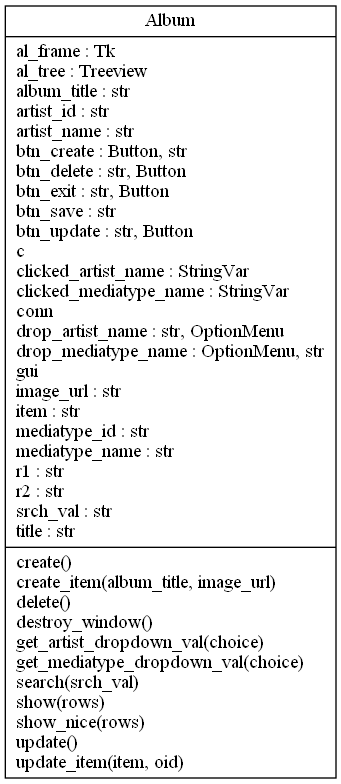 Album
al_frame : Tk
al_tree : Treeview
album_title : str
artist_id : str
artist_name : str
btn_create : Button, str
btn_delete : str, Button
btn_exit : str, Button
btn_save : str
btn_update : str, Button
c
clicked_artist_name : StringVar
clicked_mediatype_name : StringVar
conn
drop_artist_name : str, OptionMenu
drop_mediatype_name : OptionMenu, str
gui
image_url : str
item : str
mediatype_id : str
mediatype_name : str
r1 : str
r2 : str
srch_val : str
title : str
create()
create_item(album_title, image_url)
delete()
destroy_window()
get_artist_dropdown_val(choice)
get_mediatype_dropdown_val(choice)
search(srch_val)
show(rows)
show_nice(rows)
update()
update_item(item, oid)